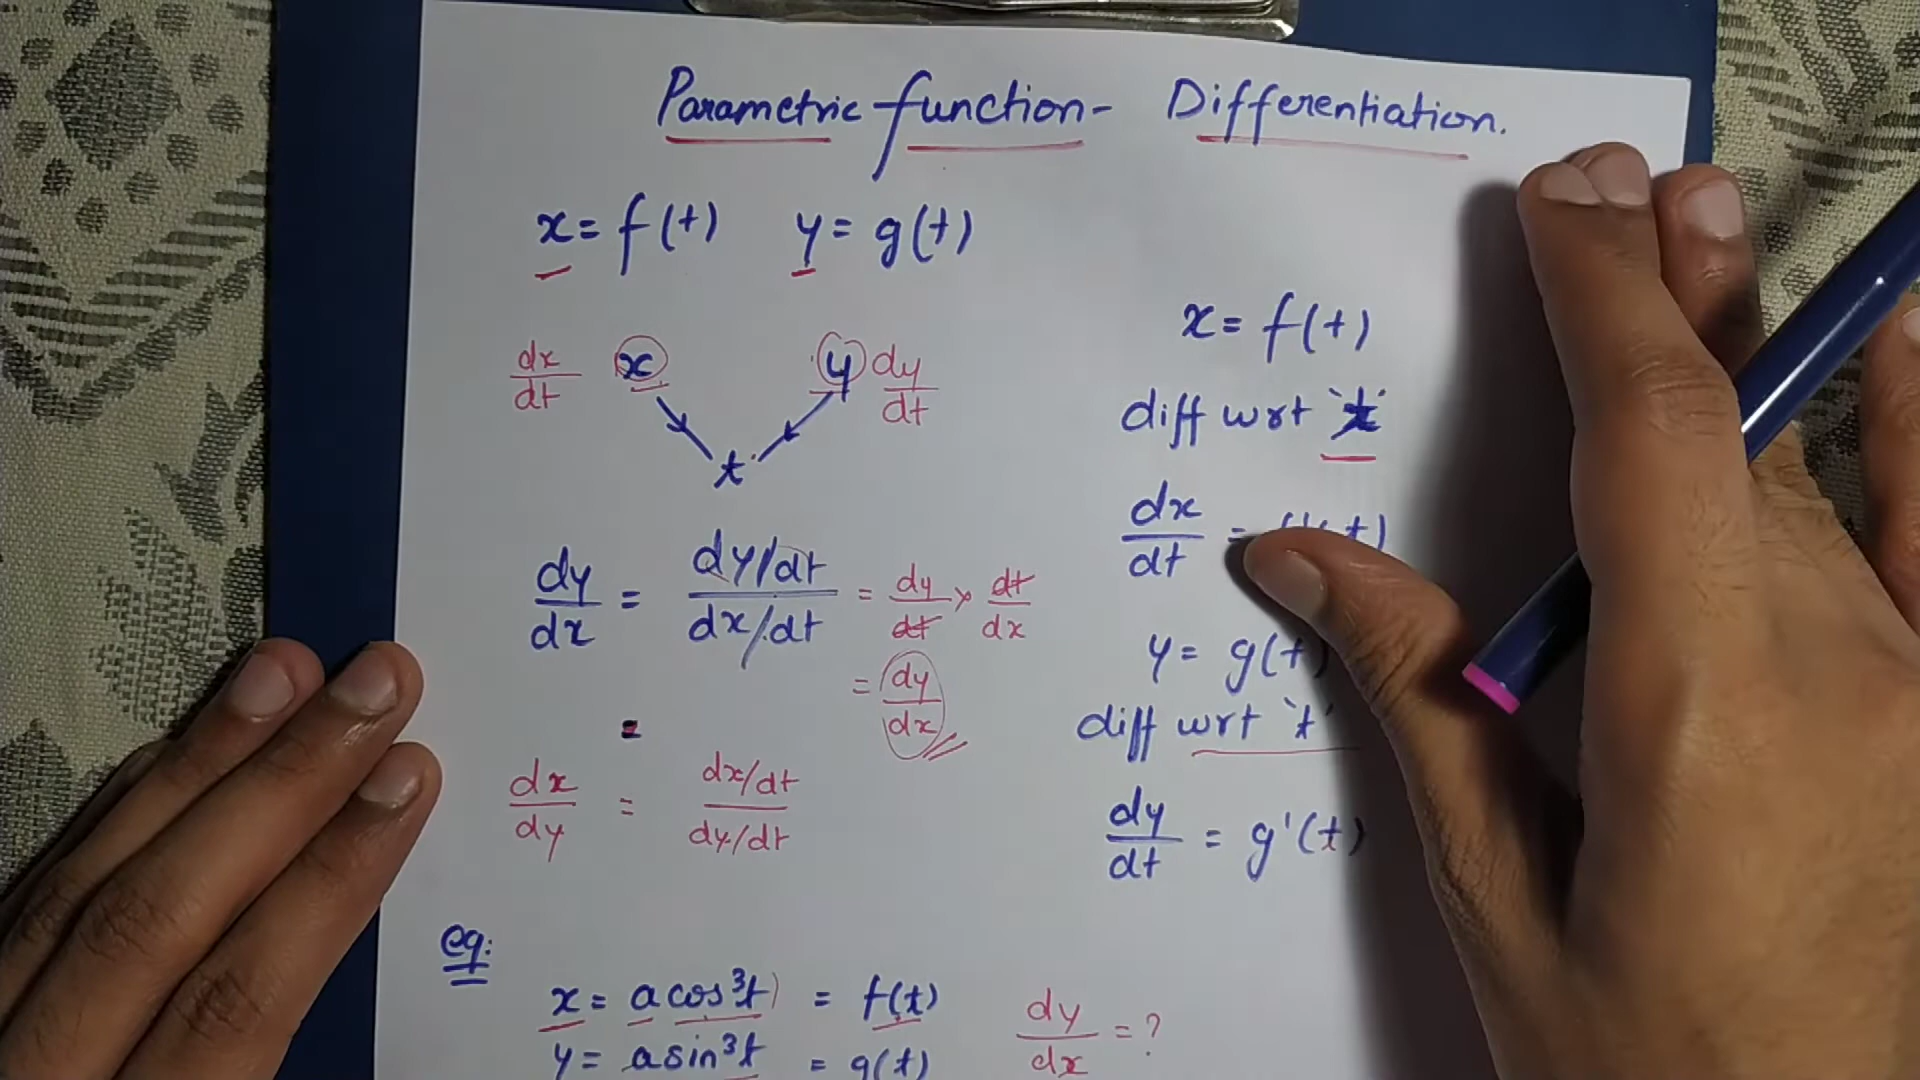 Parametric function - Differentiation.
x = f(t) y = g(t)
dx/dt x y dy/dt
t
dy/dx = dy/dt / dx/dt = dy/dt × dt/dx
= dy/dx
=
dx/dy = dx/dt / dy/dt
x = f(t)
diff wrt 't'
dx/dt =
y = g(t)
diff wrt 't'
dy/dt = g'(t)
eg:
x = a cos³t = f(t)
y = a sin³t = g(t)
dy/dx = ?